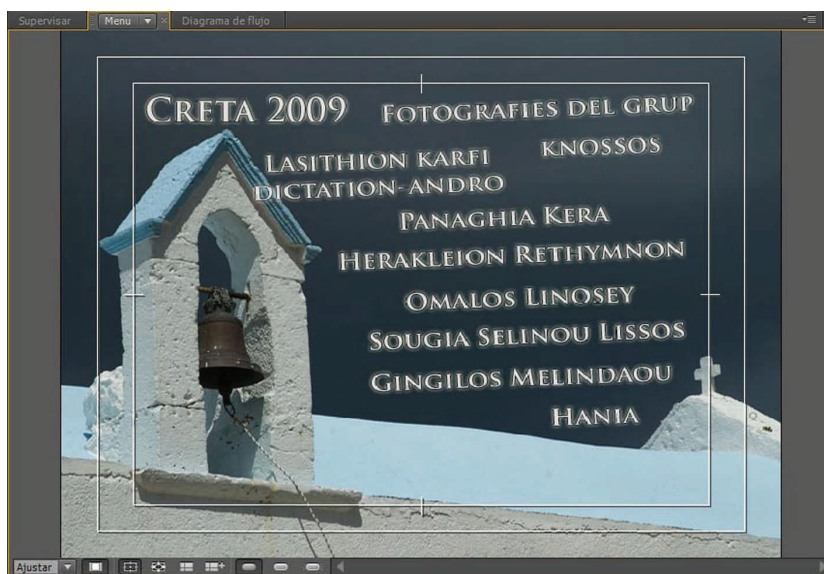 Supervisar Menu Diagrama de flujo
CRETA 2009 FOTOGRAFIES DEL GRUP
LASITHION KARFI KNOSSOS
DICTATION-ANDRO
PANAGHIA KERA
HERAKLEION RETHYMNON
OMALOS LINOSEY
SOUGIA SELINOU LISSOS
GINGILOS MELINDAOU
HANIA
Ajustar